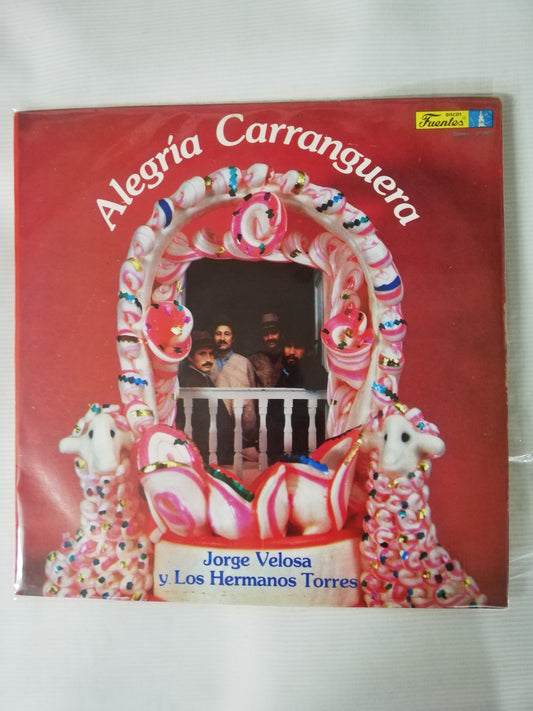 DISCOS
Fuentes
Alegría Carranguera
Jorge Velosa
y Los Hermanos Torres